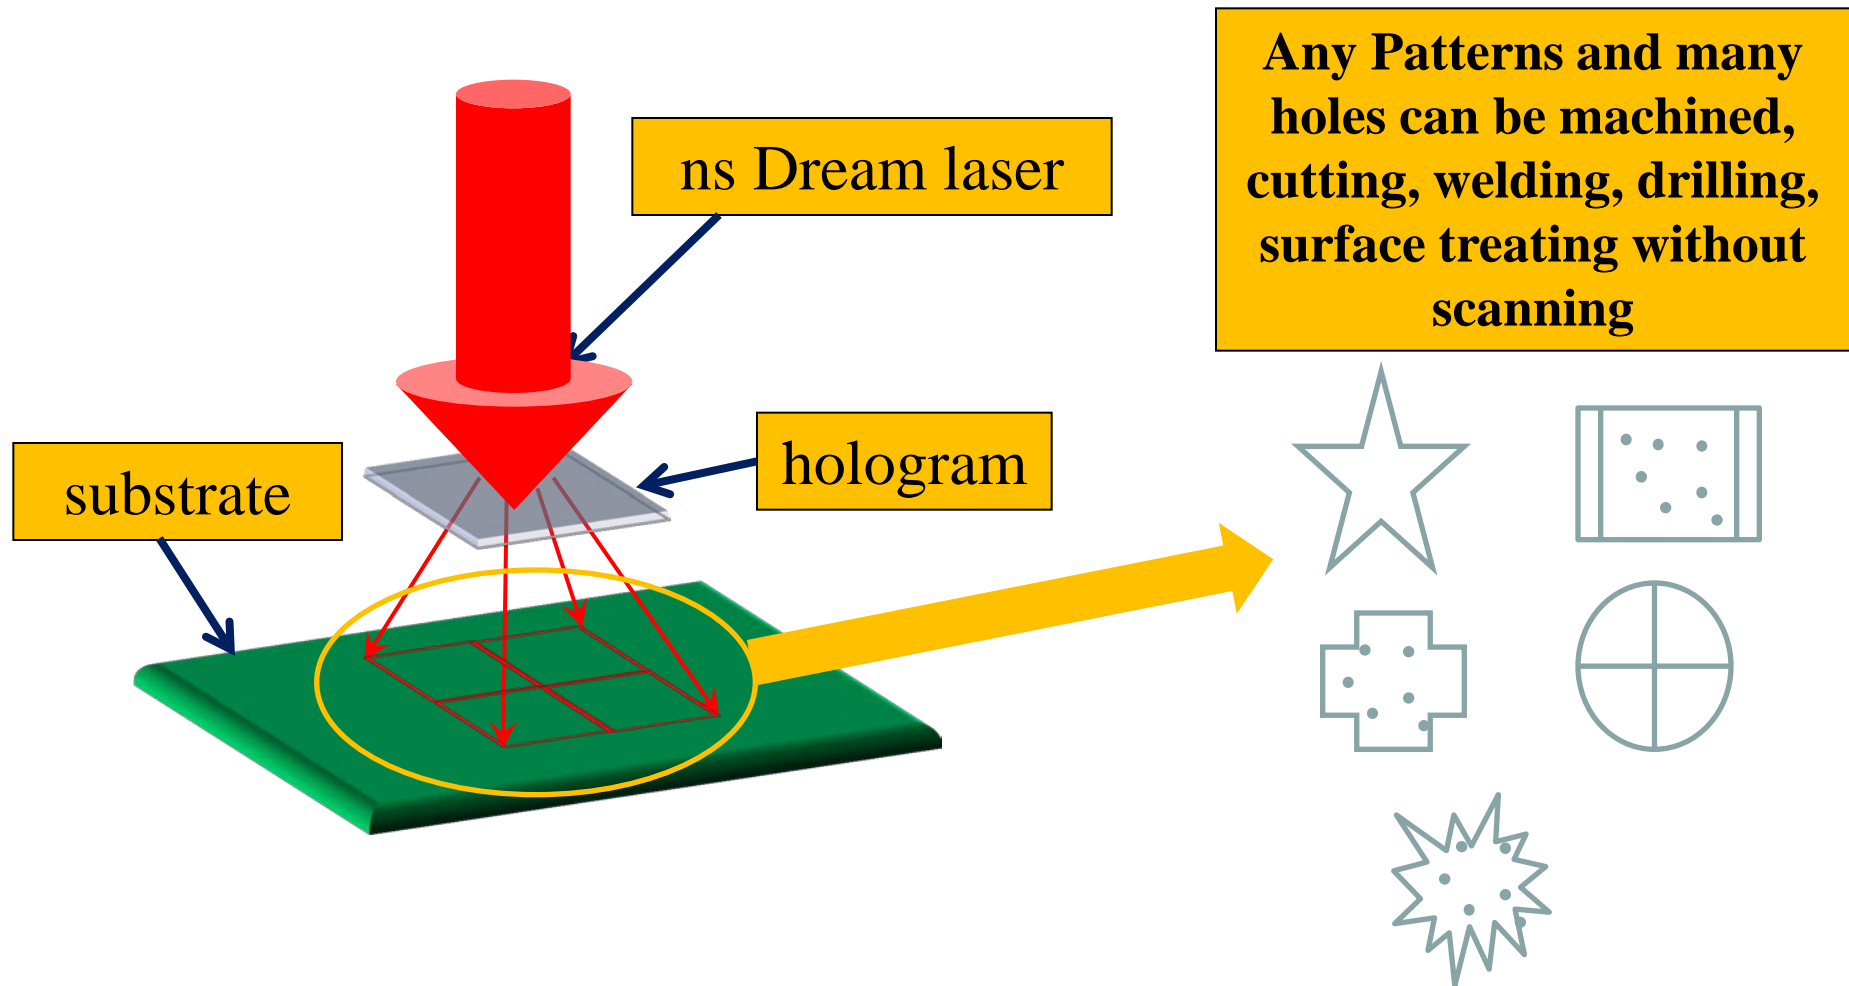 ns Dream laser
hologram
substrate
Any Patterns and many
holes can be machined,
cutting, welding, drilling,
surface treating without
scanning